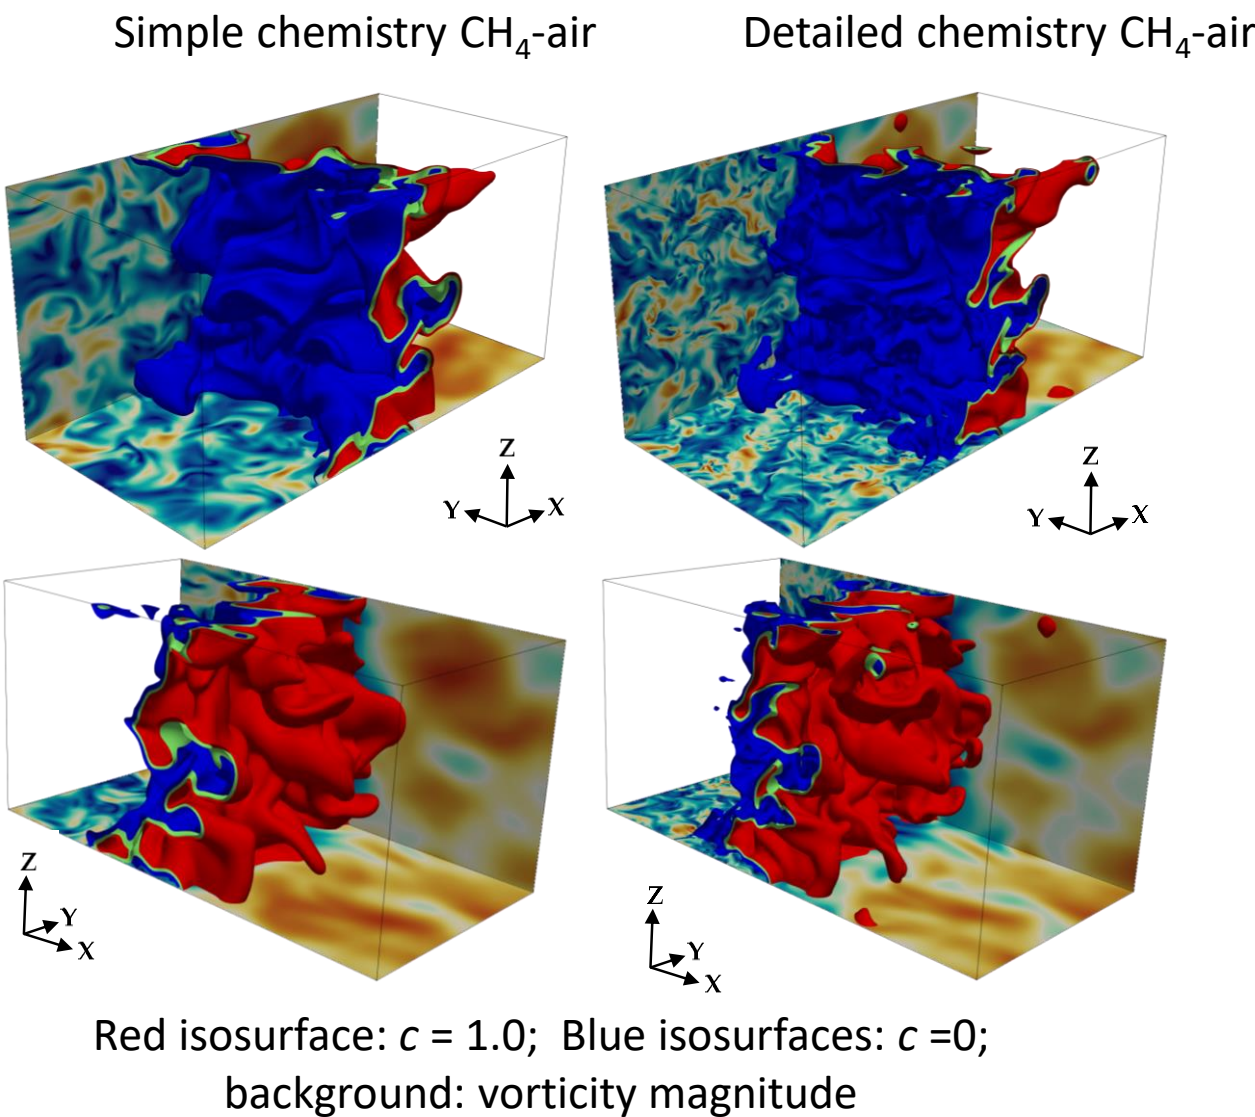 Simple chemistry CH₄-air
Detailed chemistry CH₄-air
Z
Y
X
Z
Y
X
Z
Y
X
Z
Y
X
Red isosurface: c = 1.0;  Blue isosurfaces: c =0;
background: vorticity magnitude